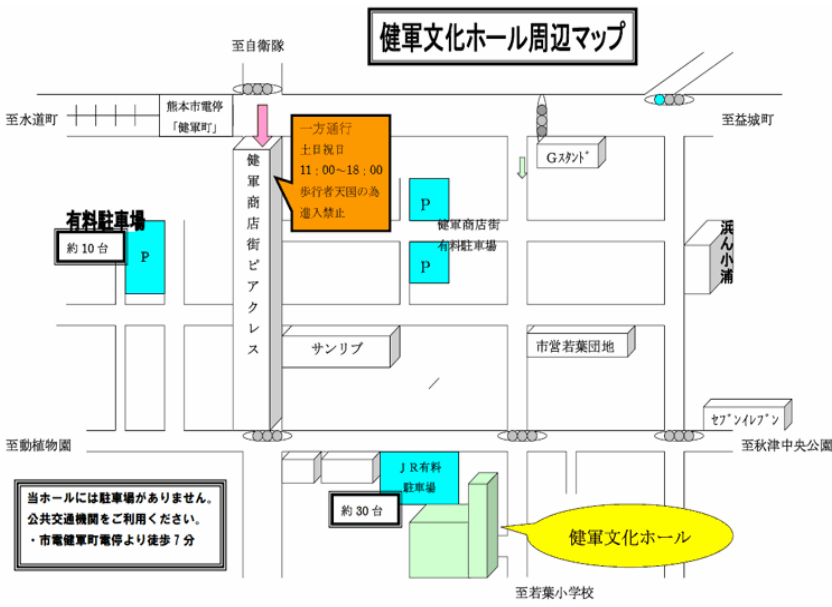 健軍文化ホール周辺マップ
至自衛隊
至水道町
熊本市電停
「健軍町」
至益城町
一方通行
土日祝日
11:00～18:00
歩行者天国の為
進入禁止
Gスタンド
健軍商店街ピアクレス
有料駐車場
約10台
P
P
健軍商店街
有料駐車場
P
浜ん小浦
サンリブ
市営若葉団地
セブンイレブン
至動植物園
至秋津中央公園
JR有料
駐車場
約30台
当ホールには駐車場がありません。
公共交通機関をご利用ください。
・市電健軍町電停より徒歩7分
健軍文化ホール
至若葉小学校